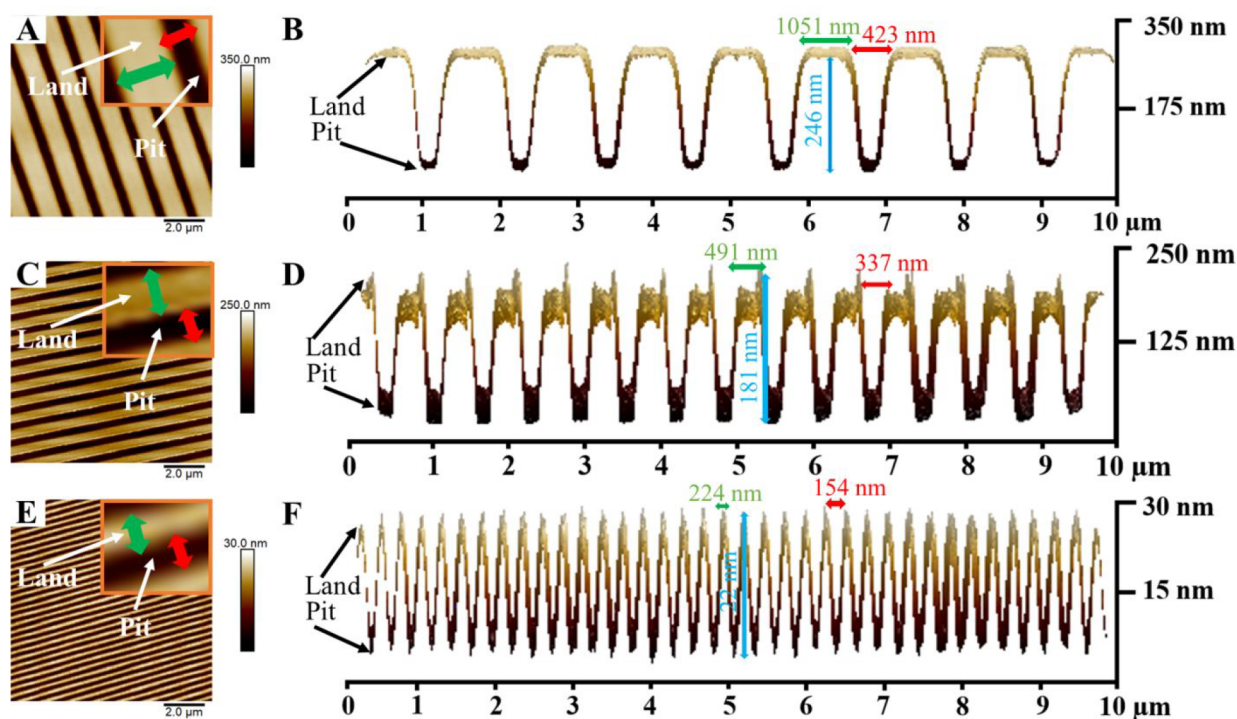 A
Land
Pit
350.0 nm
2.0 µm
B
1051 nm
423 nm
246 nm
Land
Pit
350 nm
175 nm
0 1 2 3 4 5 6 7 8 9 10 µm
C
Land
Pit
250.0 nm
2.0 µm
D
491 nm
337 nm
181 nm
Land
Pit
250 nm
125 nm
0 1 2 3 4 5 6 7 8 9 10 µm
E
Land
Pit
30.0 nm
2.0 µm
F
224 nm
154 nm
22 nm
Land
Pit
30 nm
15 nm
0 1 2 3 4 5 6 7 8 9 10 µm